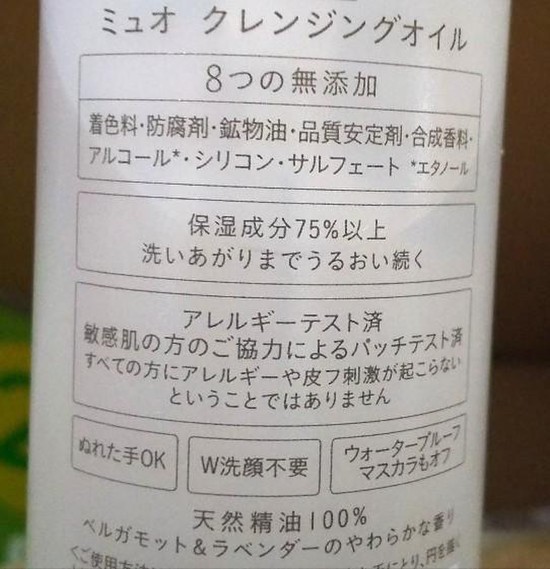 ミュオ クレンジングオイル
8つの無添加
着色料・防腐剤・鉱物油・品質安定剤・合成香料・
アルコール*・シリコン・サルフェート *エタノール
保湿成分75%以上
洗いあがりまでうるおい続く
アレルギーテスト済
敏感肌の方のご協力によるパッチテスト済
すべての方にアレルギーや皮フ刺激が起こらない
ということではありません
ぬれた手OK
W洗顔不要
ウォータープルーフ
マスカラもオフ
天然精油100%
ベルガモット&ラベンダーのやわらかな香り